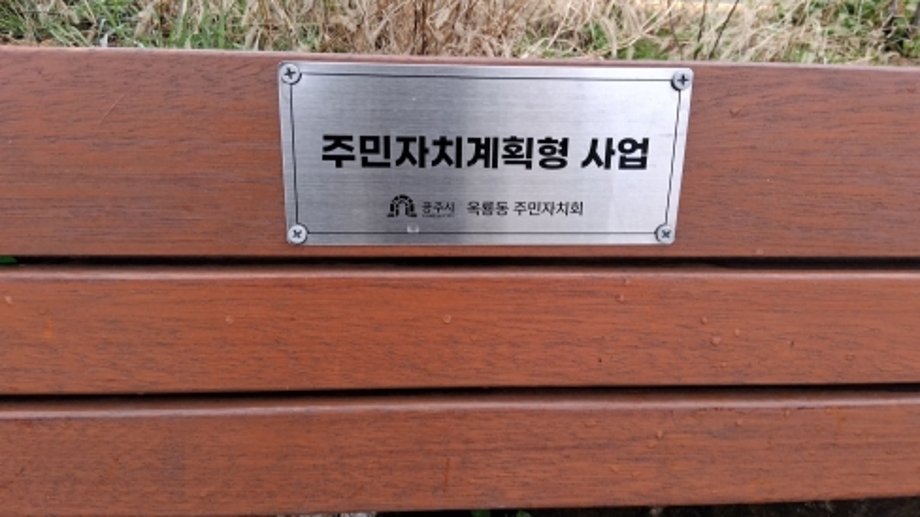 주민자치계획형 사업
공주시 옥룡동 주민자치회